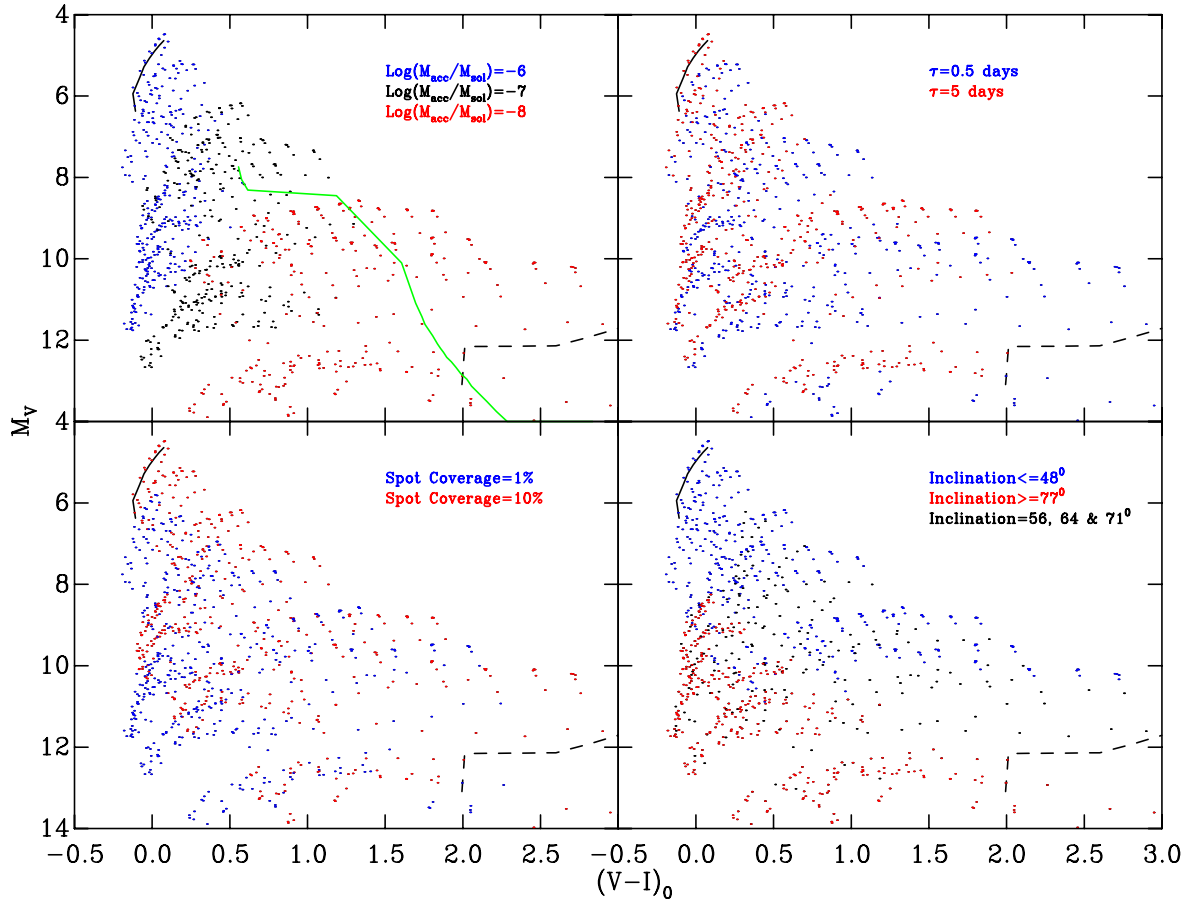 4
6
8
10
12
4
Log(M_acc/M_sol)=−6
Log(M_acc/M_sol)=−7
Log(M_acc/M_sol)=−8
τ=0.5 days
τ=5 days
M_V
6
8
10
12
14
Spot Coverage=1%
Spot Coverage=10%
Inclination<=48⁰
Inclination>=77⁰
Inclination=56, 64 & 71⁰
−0.5 0.0 0.5 1.0 1.5 2.0 −0.5 0.0 0.5 1.0 1.5 2.0 2.5 3.0
(V−I)₀